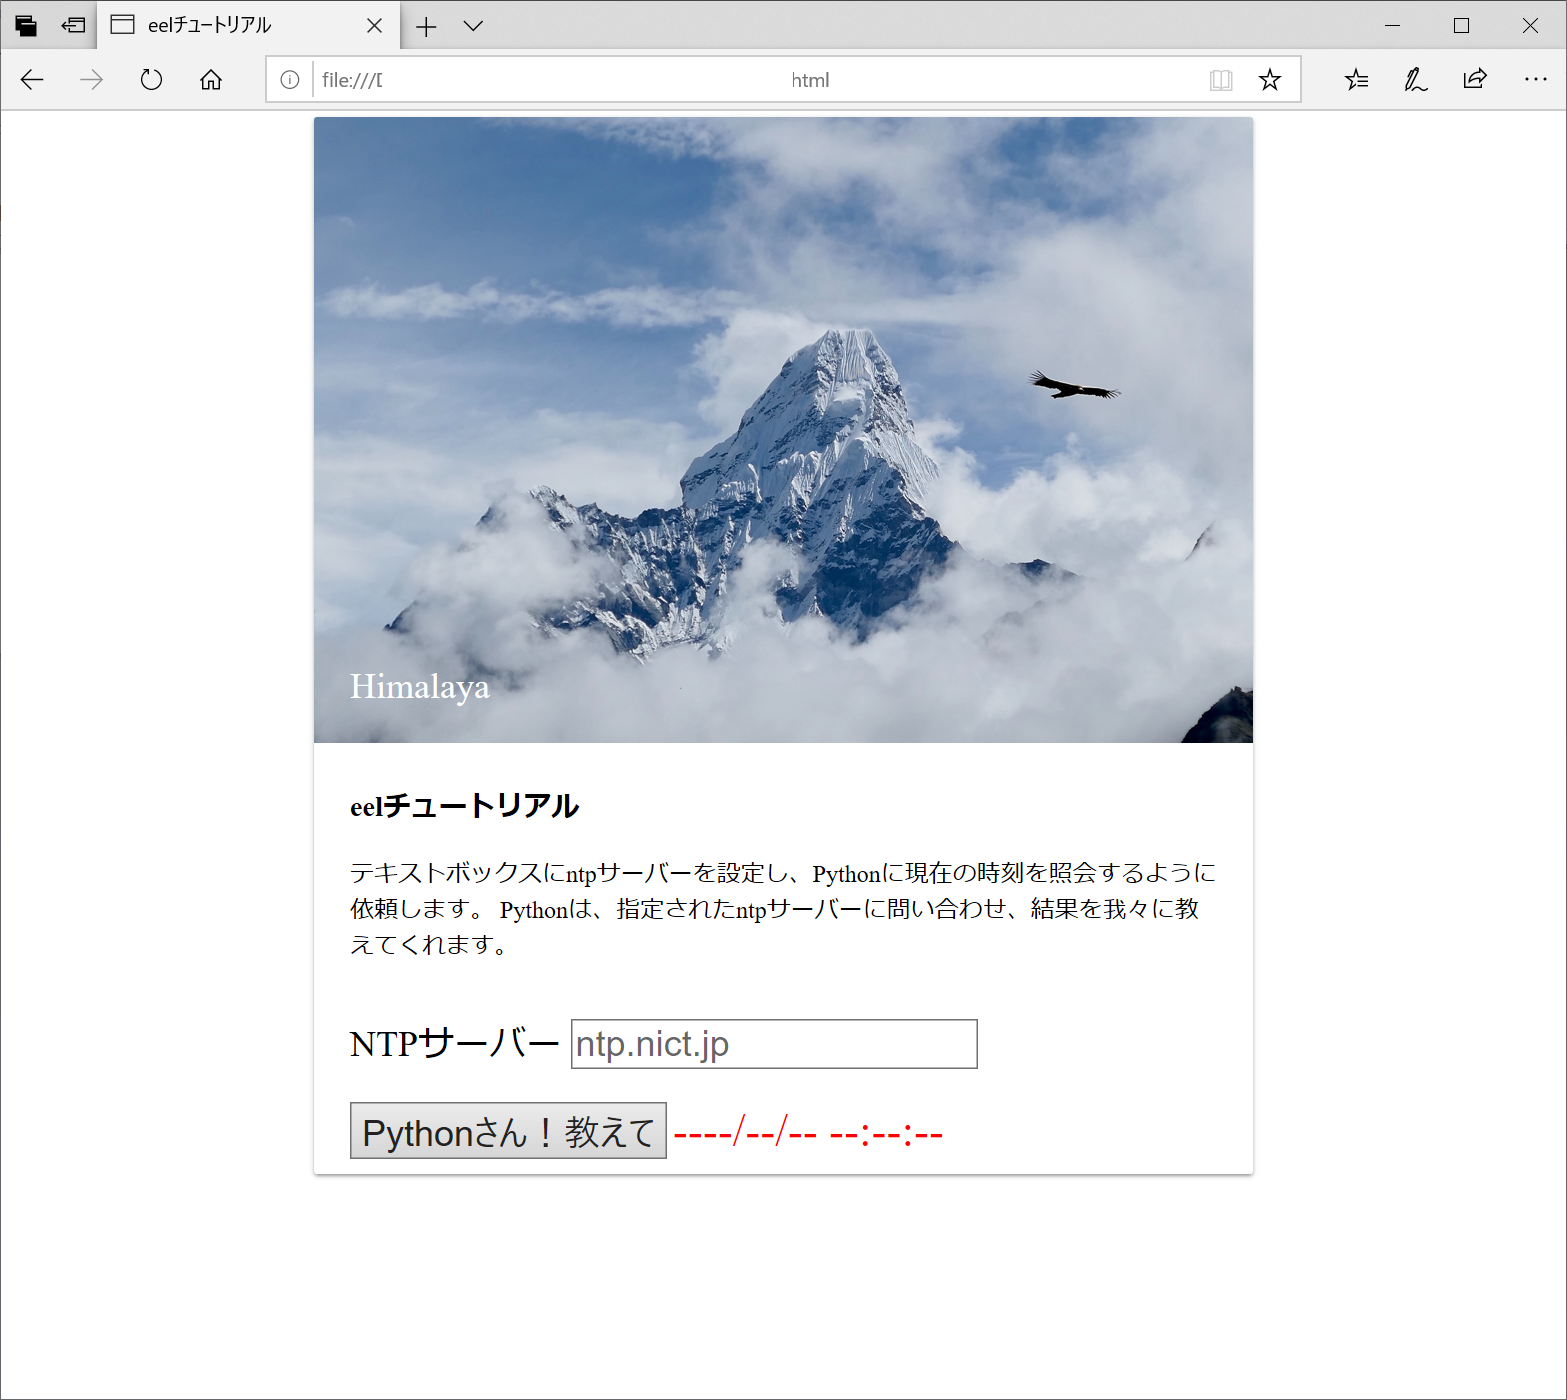 eelチュートリアル
file:///D html
Himalaya
eelチュートリアル
テキストボックスにntpサーバーを設定し、Pythonに現在の時刻を照会するように
依頼します。 Pythonは、指定されたntpサーバーに問い合わせ、結果を我々に教
えてくれます。
NTPサーバー ntp.nict.jp
Pythonさん！教えて ----/--/-- --:--:--